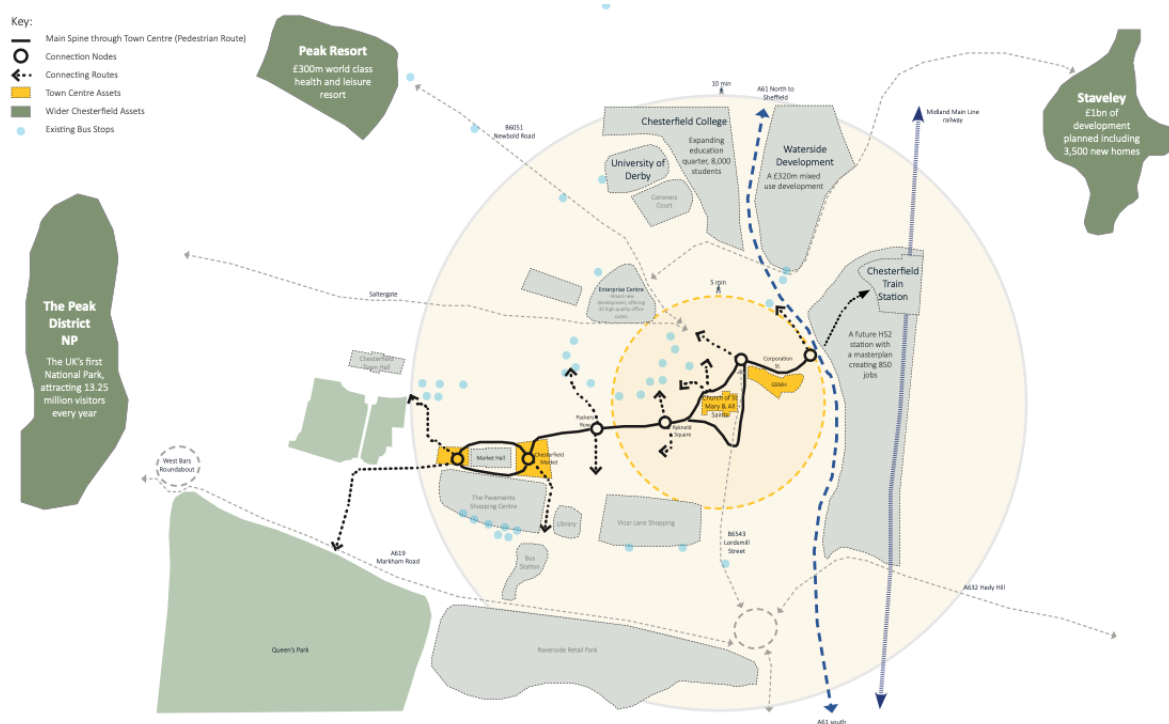 Key:
Main Spine through Town Centre (Pedestrian Route)
Connection Nodes
Connecting Routes
Town Centre Assets
Wider Chesterfield Assets
Existing Bus Stops
Peak Resort
£300m world class
health and leisure
resort
B6051
Newbold Road
10 min
A61 North to
Sheffield
Midland Main Line
railway
Staveley
£1bn of
development
planned including
3,500 new homes
Chesterfield College
Expanding
education
quarter, 8,000
students
University of
Derby
Coroners
Court
Waterside
Development
A £320m mixed
use development
The Peak
District
NP
The UK's first
National Park,
attracting 13.25
million visitors
every year
Saltergate
Enterprise Centre
5 min
Chesterfield
Train
Station
A future HS2
station with
a masterplan
creating 850
jobs
Corporation
St.
GSMH
Chesterfield
Town Hall
Church of St
Mary & All
Saints
Packers
Row
Rykneld
Square
Market Hall
Chesterfield
Market
West Bars
Roundabout
The Pavements
Shopping Centre
Library
Vicar Lane Shopping
Bus
Station
B6543
Lordsmill
Street
A619
Markham Road
A632 Hady Hill
Queen's Park
Ravenside Retail Park
A61 south